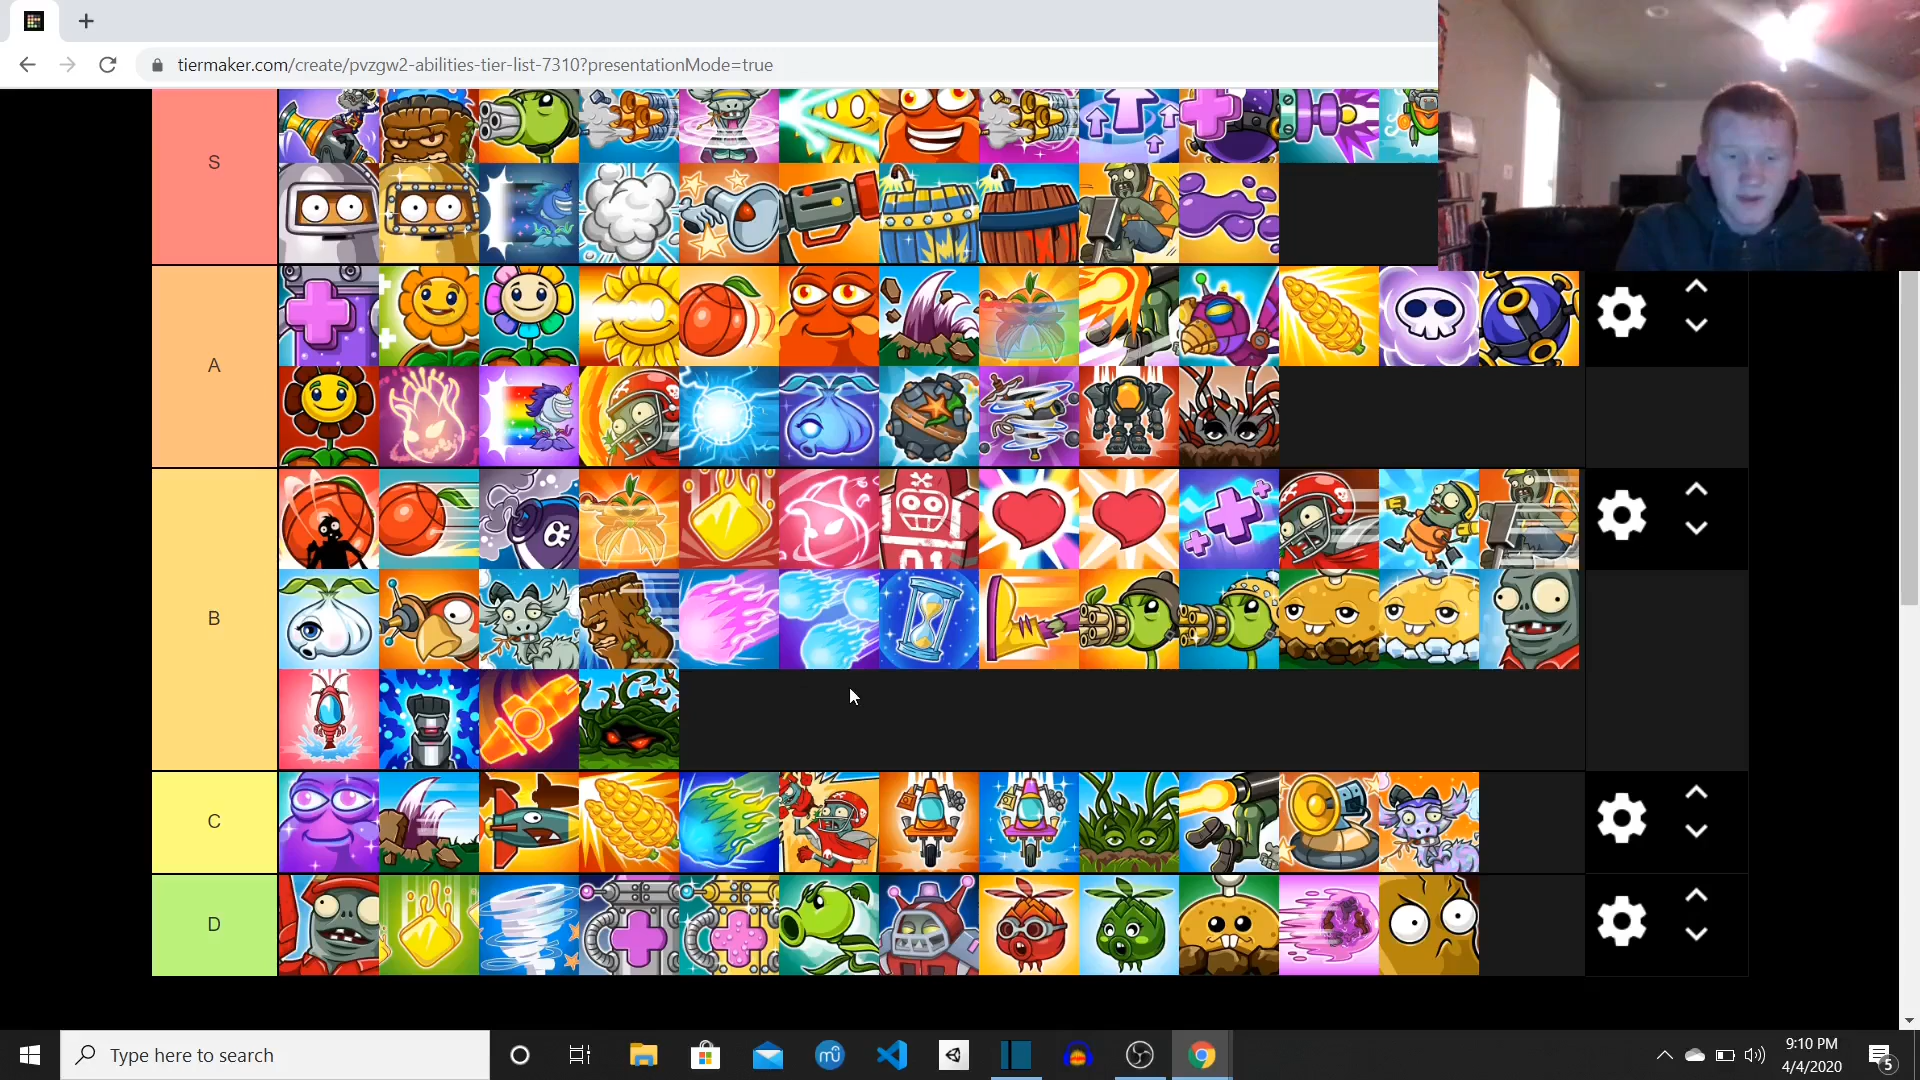 tiermaker.com/create/pvzgw2-abilities-tier-list-7310?presentationMode=true
S
A
B
C
D
Type here to search
mü
9:10 PM
4/4/2020
5